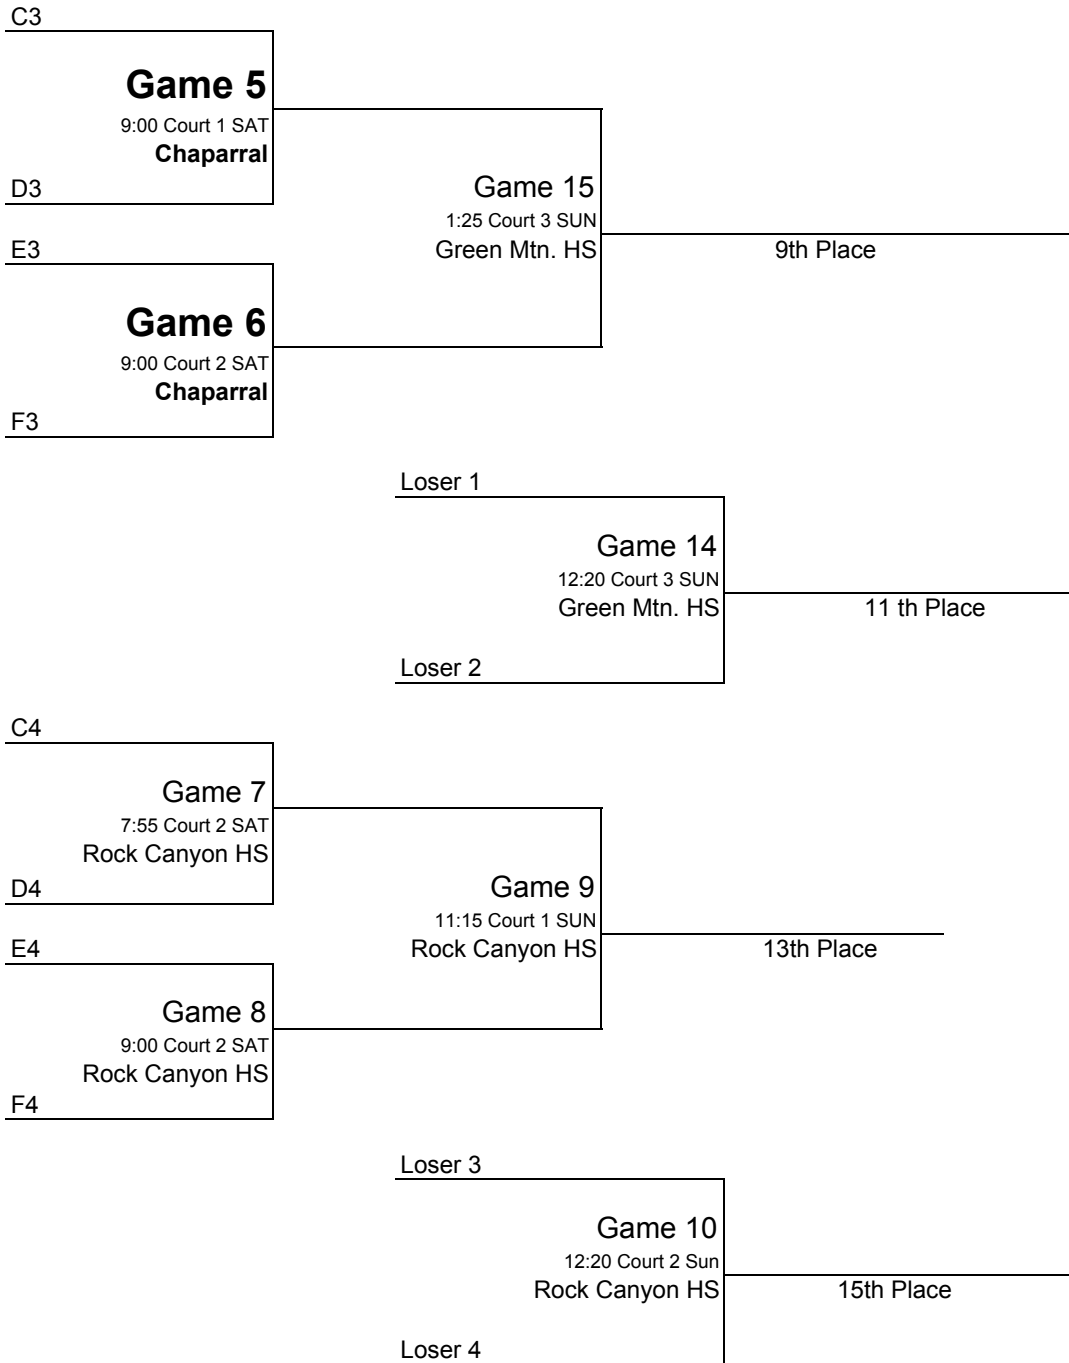 C3
Game 5
9:00 Court 1 SAT
Chaparral
D3
Game 15
1:25 Court 3 SUN
Green Mtn. HS
9th Place
E3
Game 6
9:00 Court 2 SAT
Chaparral
F3
Loser 1
Game 14
12:20 Court 3 SUN
Green Mtn. HS
11 th Place
Loser 2
C4
Game 7
7:55 Court 2 SAT
Rock Canyon HS
D4
Game 9
11:15 Court 1 SUN
Rock Canyon HS
13th Place
E4
Game 8
9:00 Court 2 SAT
Rock Canyon HS
F4
Loser 3
Game 10
12:20 Court 2 Sun
Rock Canyon HS
15th Place
Loser 4